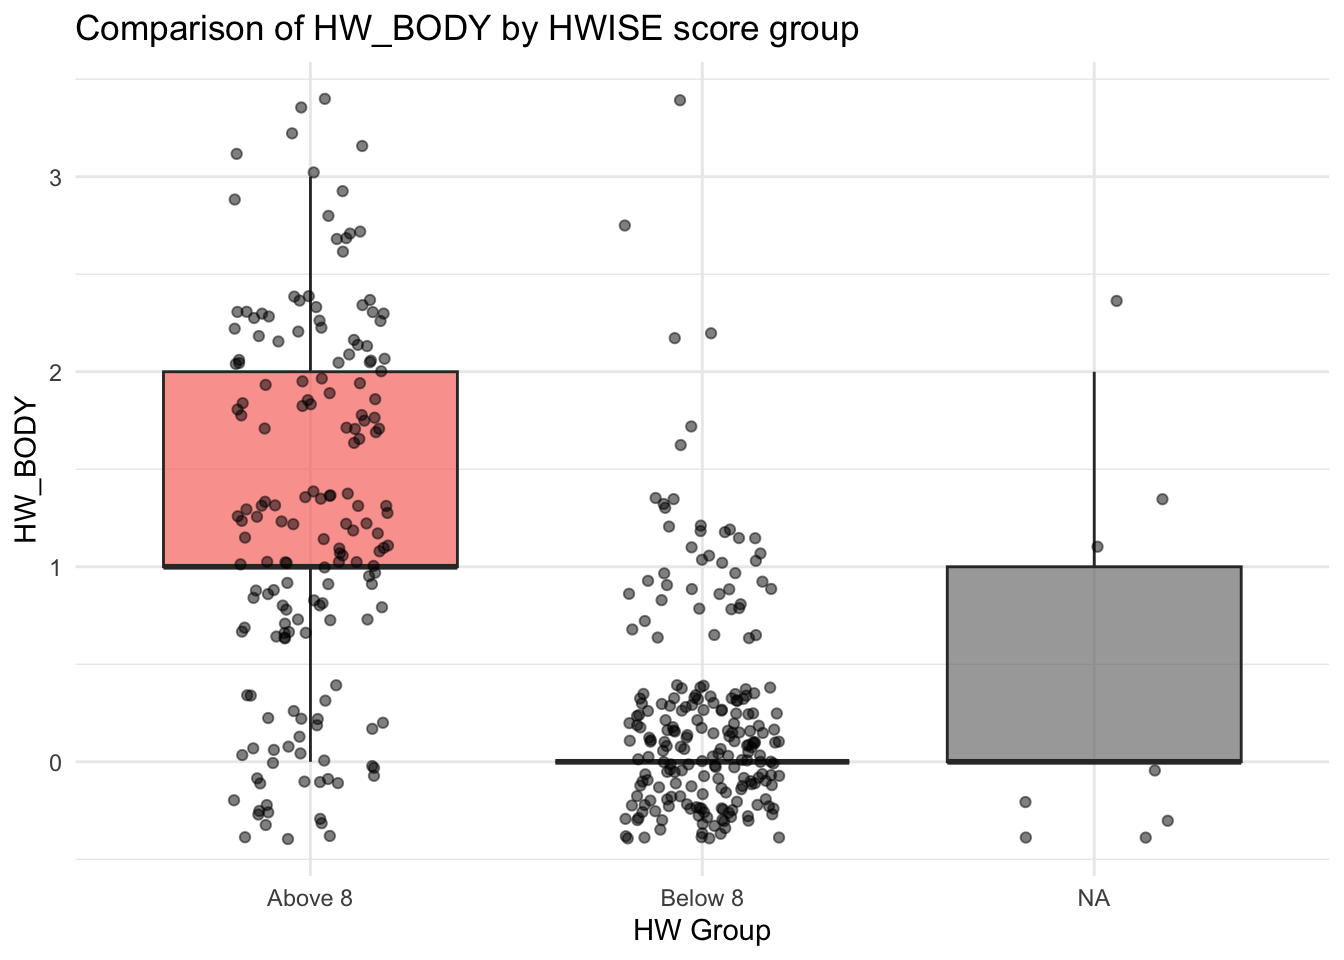 Comparison of HW_BODY by HWISE score group
3
2
1
0
HW_BODY
Above 8
Below 8
NA
HW Group